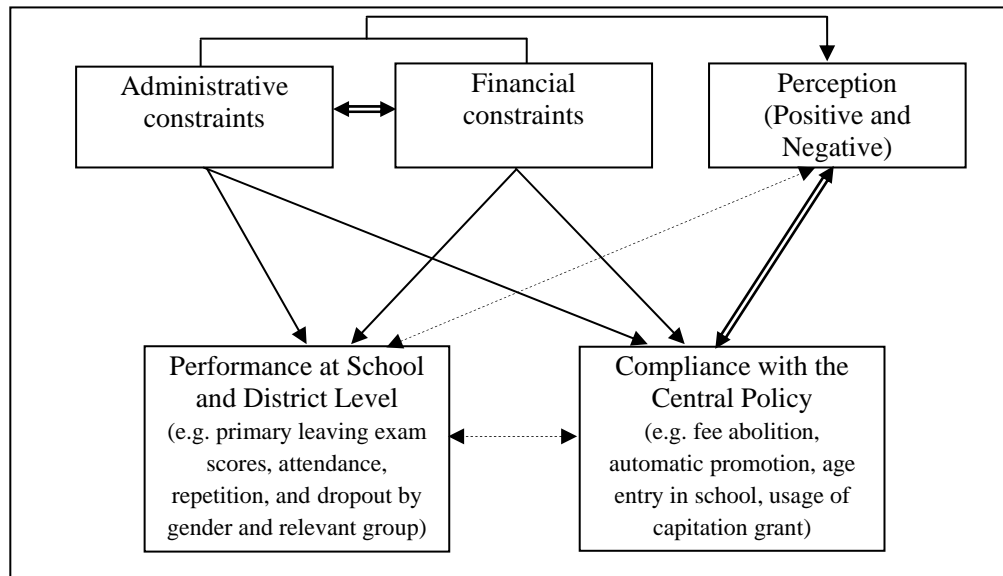 Administrative
constraints
Financial
constraints
Perception
(Positive and
Negative)
Performance at School
and District Level
(e.g. primary leaving exam
scores, attendance,
repetition, and dropout by
gender and relevant group)
Compliance with the
Central Policy
(e.g. fee abolition,
automatic promotion, age
entry in school, usage of
capitation grant)